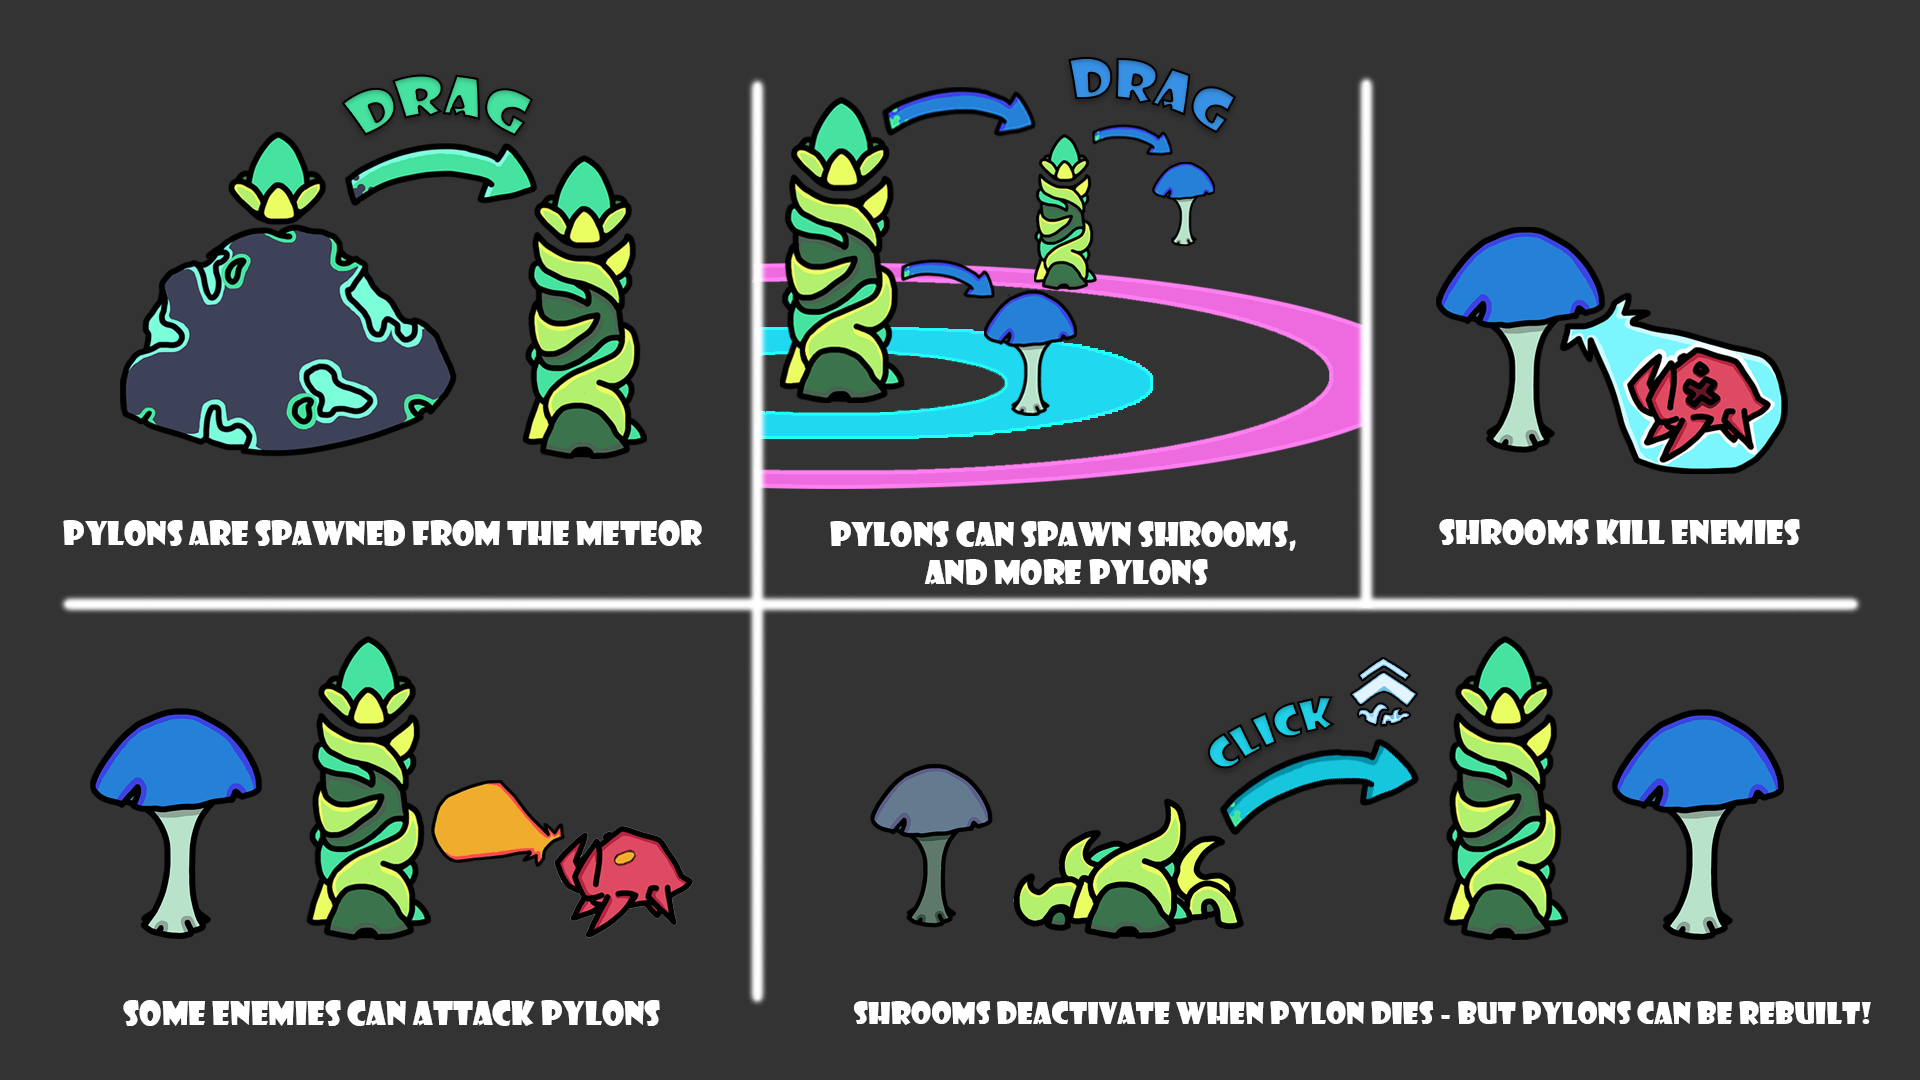 DRAG
PYLONS ARE SPAWNED FROM THE METEOR
DRAG
PYLONS CAN SPAWN SHROOMS,
AND MORE PYLONS
SHROOMS KILL ENEMIES
SOME ENEMIES CAN ATTACK PYLONS
CLICK
SHROOMS DEACTIVATE WHEN PYLON DIES - BUT PYLONS CAN BE REBUILT!